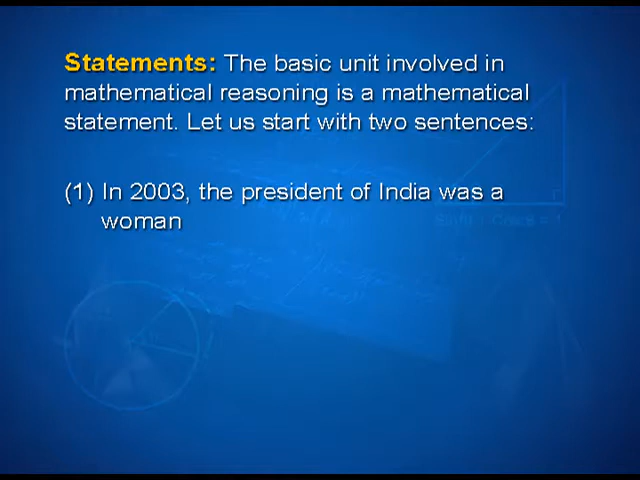 Statements: The basic unit involved in
mathematical reasoning is a mathematical
statement. Let us start with two sentences:
(1) In 2003, the president of India was a
woman